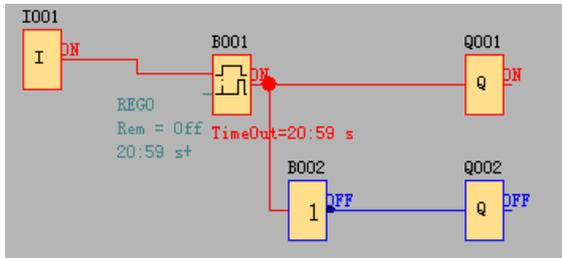 I001
I
ON
B001
ON
Q001
Q
ON
REG0
Rem = Off
20:59 s+
TimeOut=20:59 s
B002
1
OFF
Q002
Q
OFF